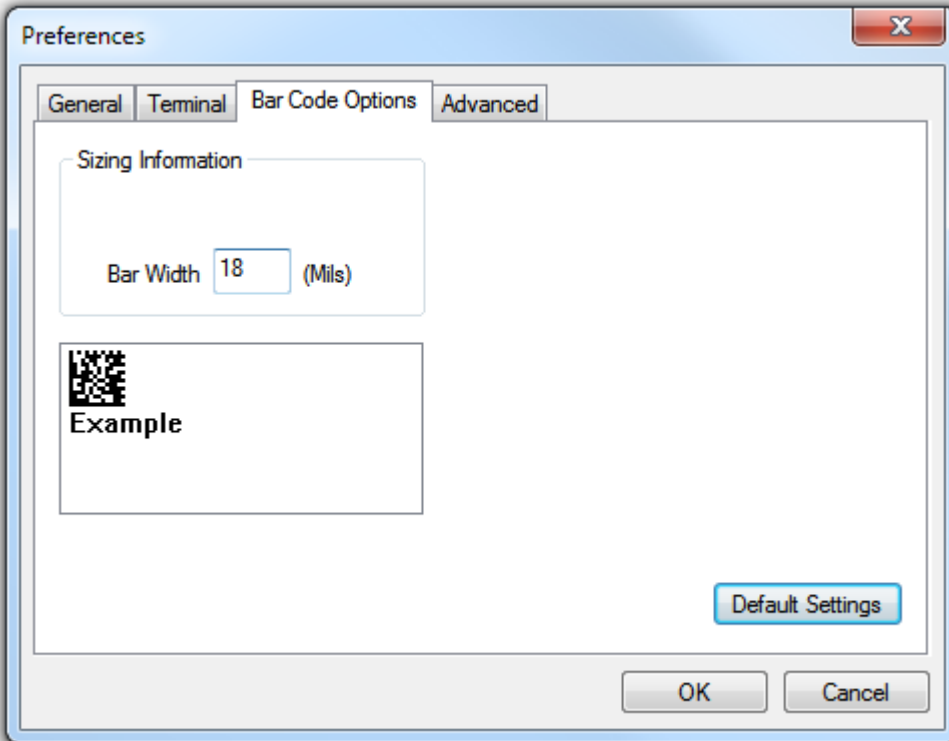 Preferences
General Terminal Bar Code Options Advanced
Sizing Information
Bar Width 18 (Mils)
Example
Default Settings
OK Cancel